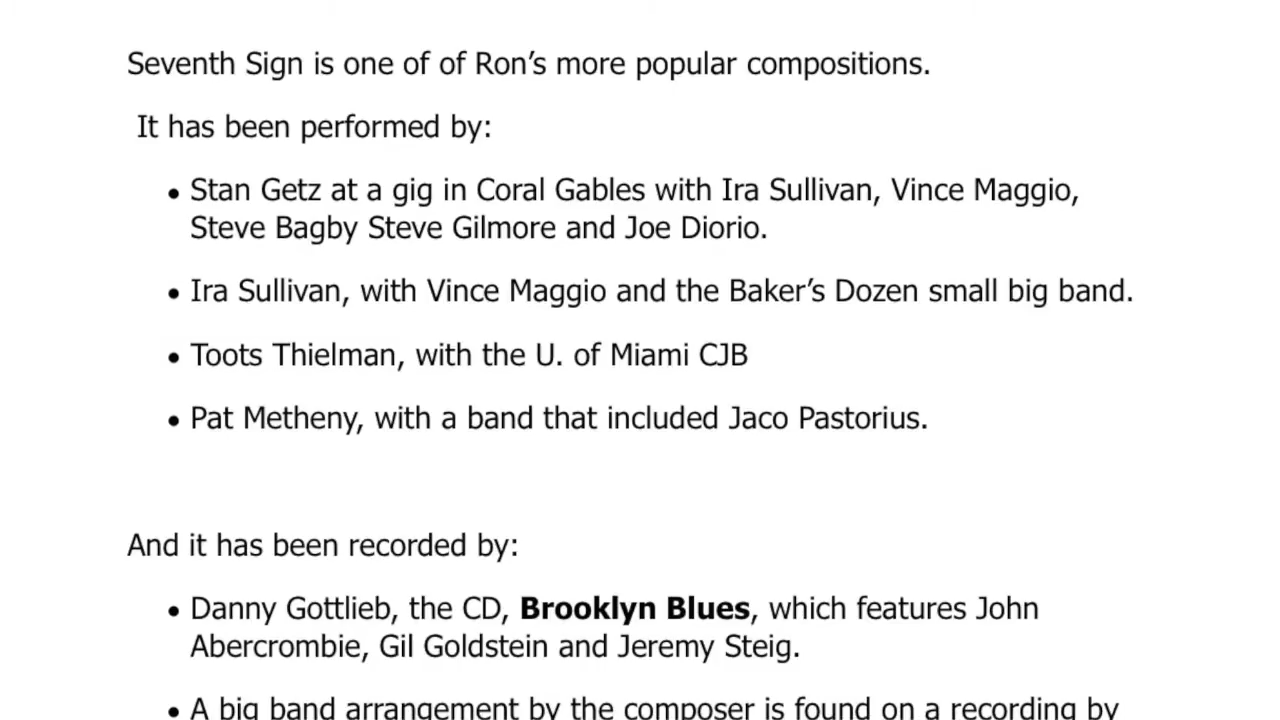 Seventh Sign is one of of Ron’s more popular compositions.
It has been performed by:
• Stan Getz at a gig in Coral Gables with Ira Sullivan, Vince Maggio,
Steve Bagby Steve Gilmore and Joe Diorio.
• Ira Sullivan, with Vince Maggio and the Baker’s Dozen small big band.
• Toots Thielman, with the U. of Miami CJB
• Pat Metheny, with a band that included Jaco Pastorius.
And it has been recorded by:
• Danny Gottlieb, the CD, Brooklyn Blues, which features John
Abercrombie, Gil Goldstein and Jeremy Steig.
• A big band arrangement by the composer is found on a recording by